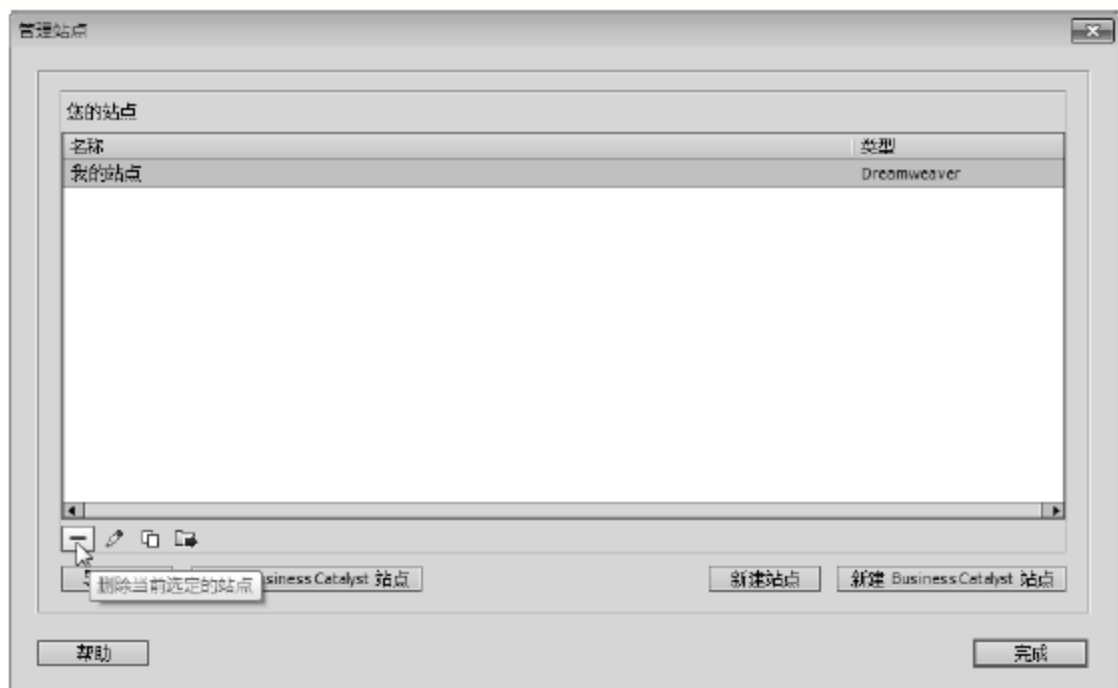 管理站点
您的站点
名称 类型
我的站点 Dreamweaver
删除当前选定的站点
siness Catalyst 站点
新建站点
新建 Business Catalyst 站点
帮助
完成